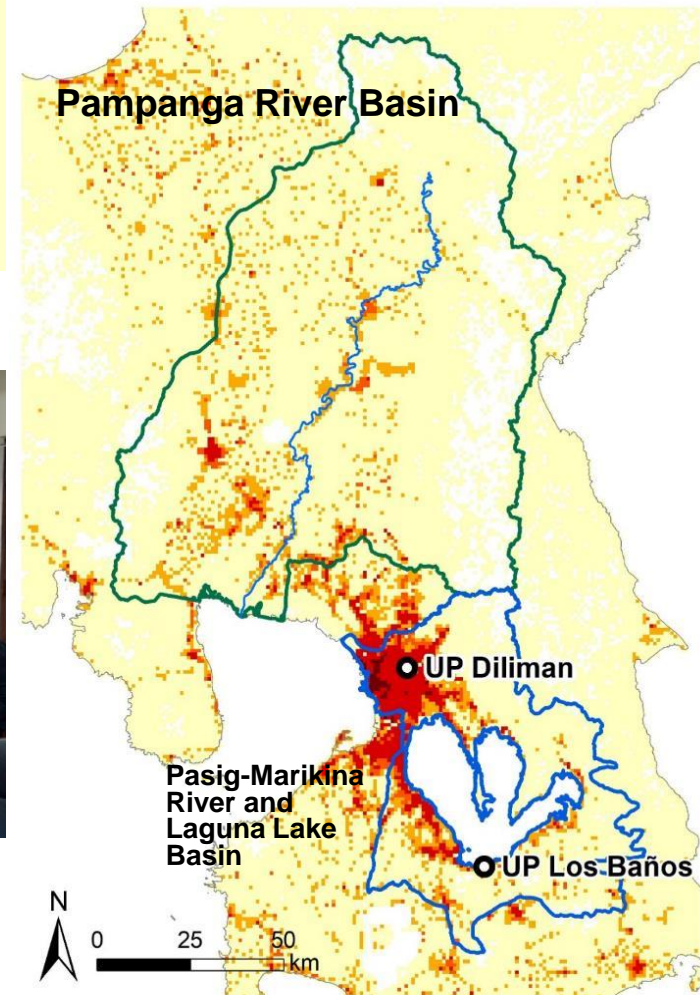 Pampanga River Basin
UP Diliman
Pasig-Marikina
River and
Laguna Lake
Basin
UP Los Baños
N
0 25 50
km